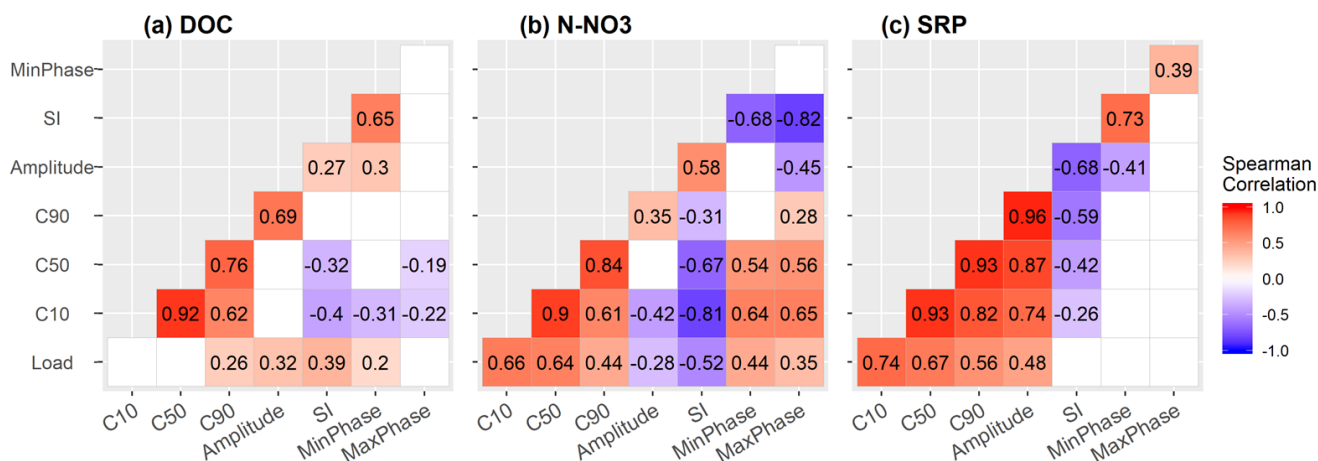 (a) DOC (b) N-NO3 (c) SRP
MinPhase 0.39
SI 0.65 -0.68 -0.82 0.73
Amplitude 0.27 0.3 0.58 -0.45 -0.68 -0.41
C90 0.69 0.35 -0.31 0.28 0.96 -0.59
C50 0.76 -0.32 -0.19 0.84 -0.67 0.54 0.56 0.93 0.87 -0.42
C10 0.92 0.62 -0.4 -0.31 -0.22 0.9 0.61 -0.42 -0.81 0.64 0.65 0.93 0.82 0.74 -0.26
Load 0.26 0.32 0.39 0.2 0.66 0.64 0.44 -0.28 -0.52 0.44 0.35 0.74 0.67 0.56 0.48
C10 C50 C90 Amplitude SI MinPhase MaxPhase C10 C50 C90 Amplitude SI MinPhase MaxPhase C10 C50 C90 Amplitude SI MinPhase MaxPhase
Spearman
Correlation
1.0
0.5
0.0
-0.5
-1.0